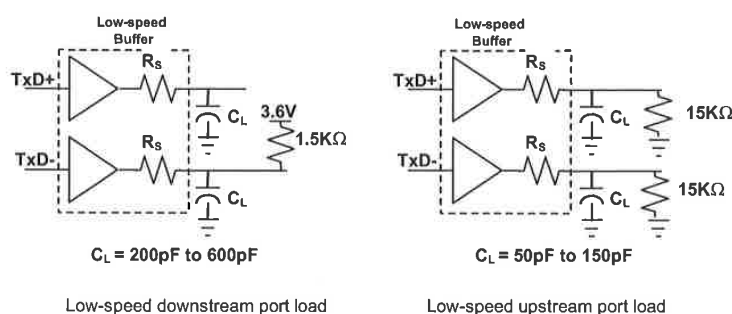 Low-speed
Buffer
TxD+
RS
CL
3.6V
1.5KΩ
TxD-
RS
CL
CL = 200pF to 600pF
Low-speed downstream port load
Low-speed
Buffer
TxD+
RS
CL
15KΩ
TxD-
RS
CL
15KΩ
CL = 50pF to 150pF
Low-speed upstream port load